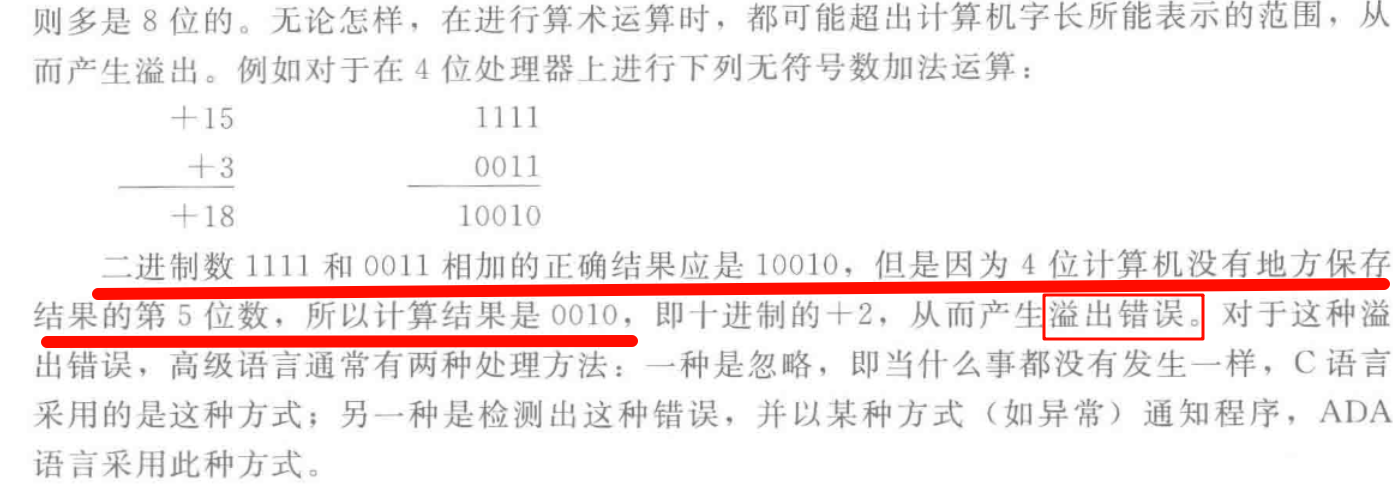 则多是 8 位的。无论怎样，在进行算术运算时，都可能超出计算机字长所能表示的范围，从
而产生溢出。例如对于在 4 位处理器上进行下列无符号数加法运算：
+15 1111
+3 0011
+18 10010
二进制数 1111 和 0011 相加的正确结果应是 10010，但是因为 4 位计算机没有地方保存
结果的第 5 位数，所以计算结果是 0010，即十进制的+2，从而产生溢出错误。对于这种溢
出错误，高级语言通常有两种处理方法：一种是忽略，即当什么事都没有发生一样，C 语言
采用的是这种方式；另一种是检测出这种错误，并以某种方式（如异常）通知程序，ADA
语言采用此种方式。